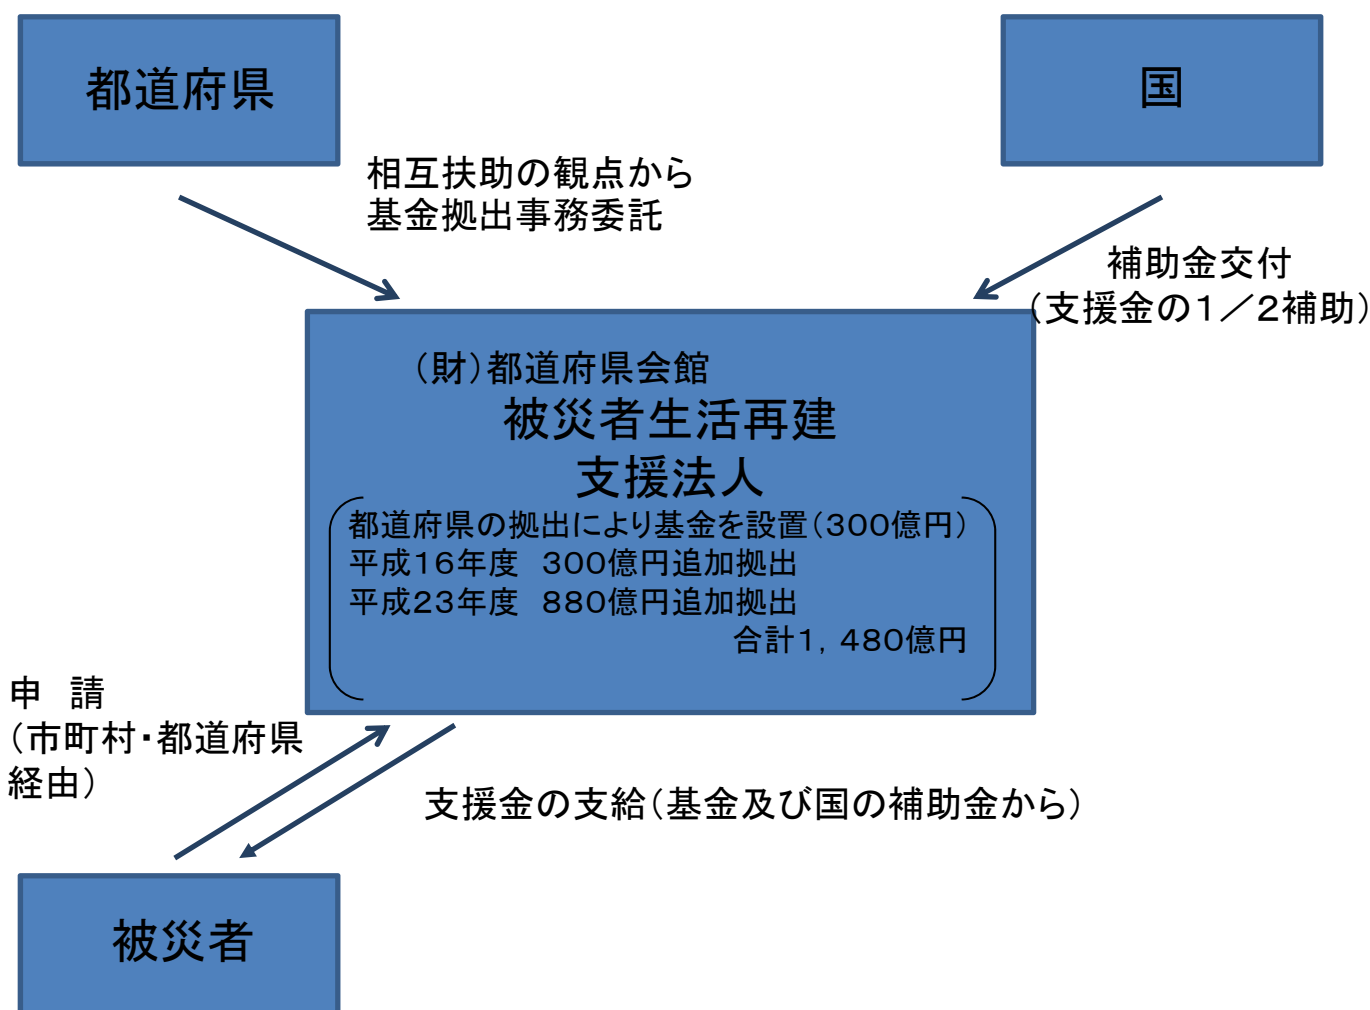 都道府県
国
相互扶助の観点から
基金拠出事務委託
補助金交付
(支援金の1/2補助)
(財)都道府県会館
被災者生活再建
支援法人
都道府県の拠出により基金を設置(300億円)
平成16年度　300億円追加拠出
平成23年度　880億円追加拠出
合計1,480億円
申　請
(市町村・都道府県
経由)
支援金の支給(基金及び国の補助金から)
被災者